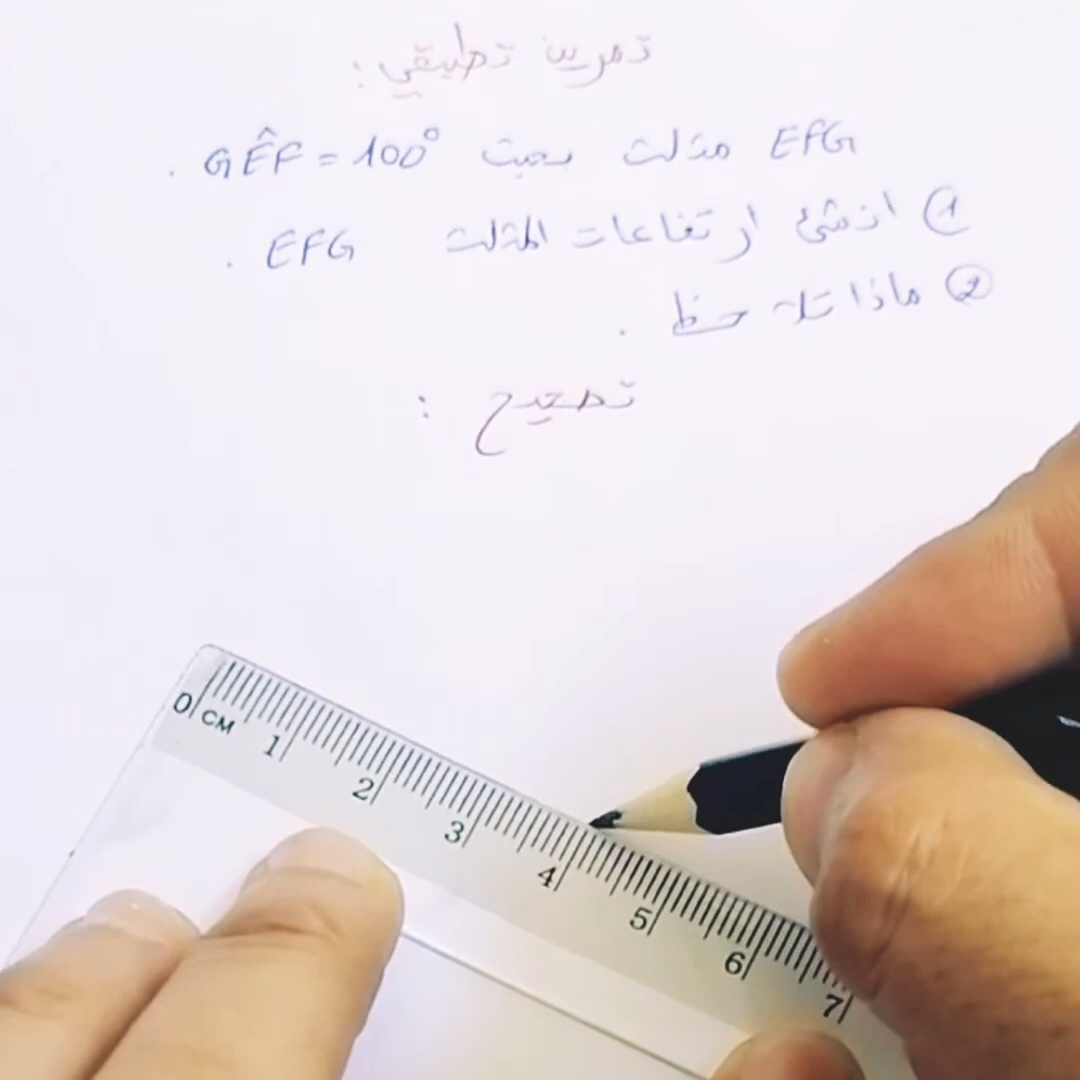 تمرين تطبيقي :
EFG مثلث بحيث GÊF = 100° .
① انشئ ارتفاعات المثلث EFG .
② ماذا تلاحظ .
تصحيح :
0 CM 1 2 3 4 5 6 7